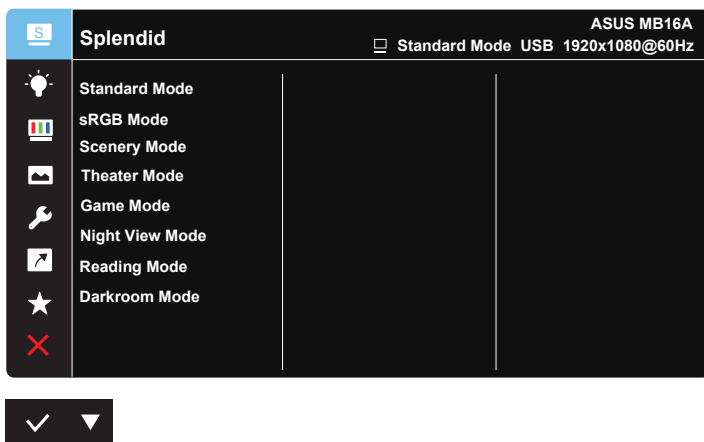 S
Splendid
ASUS MB16A
Standard Mode USB 1920x1080@60Hz
Standard Mode
sRGB Mode
Scenery Mode
Theater Mode
Game Mode
Night View Mode
Reading Mode
Darkroom Mode